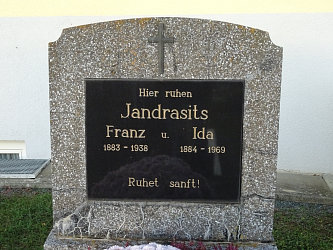 Hier ruhen
Jandrasits
Franz u. Ida
1883 - 1938 1884 - 1969
Ruhet sanft!